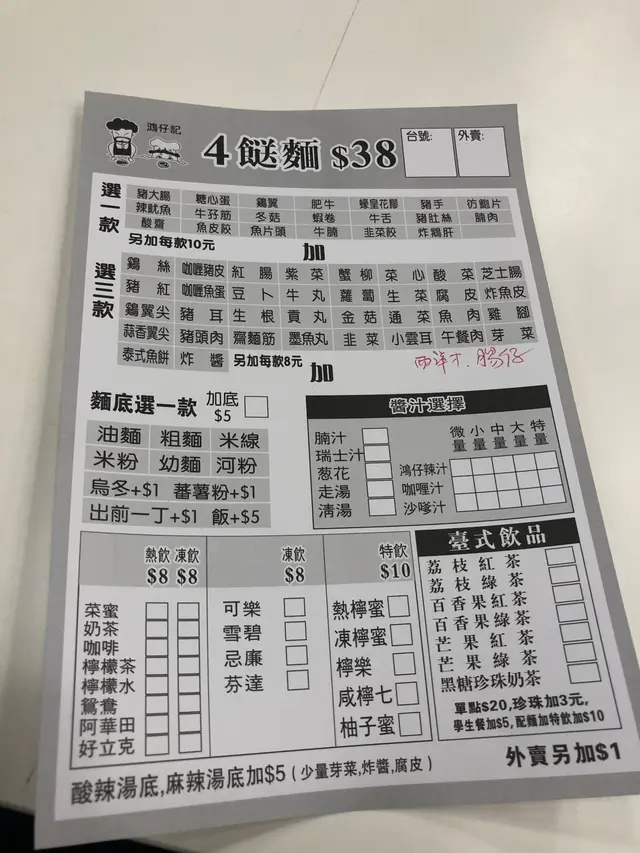 鴻仔記
4餸麵 $38
台號: 外賣:
選一款
豬大腸 糖心蛋 鷄翼 肥牛 蠔皇花膠 豬手 彷鮑片
辣魷魚 牛孖筋 冬菇 蝦卷 牛舌 豬肚絲 腩肉
酸齋 魚皮餃 魚片頭 牛腩 韭菜餃 炸鷄肝
另加每款10元
加
選三款
鷄絲 咖喱豬皮 紅腸 紫菜 蟹柳 菜心 酸菜 芝士腸
豬紅 咖喱魚蛋 豆卜 牛丸 蘿蔔 生菜 腐皮 炸魚皮
鷄翼尖 豬耳 生根 貢丸 金菇 通菜 魚肉 雞腳
蒜香翼尖 豬頭肉 齋麵筋 墨魚丸 韭菜 小雲耳 午餐肉 芽菜
泰式魚餅 炸醬 另加每款8元
西洋才. 腸仔
加
麵底選一款 加底 $5
油麵 粗麵 米線
米粉 幼麵 河粉
烏冬+$1 蕃薯粉+$1
出前一丁+$1 飯+$5
醬汁選擇
腩汁
瑞士汁
葱花
走湯
淸湯
微量 小量 中量 大量 特量
鴻仔辣汁
咖喱汁
沙嗲汁
熱飲 $8 凍飲 $8
菜蜜
奶茶
咖啡
檸檬茶
檸檬水
鴛鴦
阿華田
好立克
凍飲 $8
可樂
雪碧
忌廉
芬達
特飲 $10
熱檸蜜
凍檸蜜
檸樂
咸檸七
柚子蜜
臺式飲品
荔枝紅茶
荔枝綠茶
百香果紅茶
百香果綠茶
芒果紅茶
芒果綠茶
黑糖珍珠奶茶
單點$20,珍珠加3元,
學生餐加$5, 配麵加特飲加$10
外賣另加$1
酸辣湯底,麻辣湯底加$5 (少量芽菜,炸醬,腐皮)